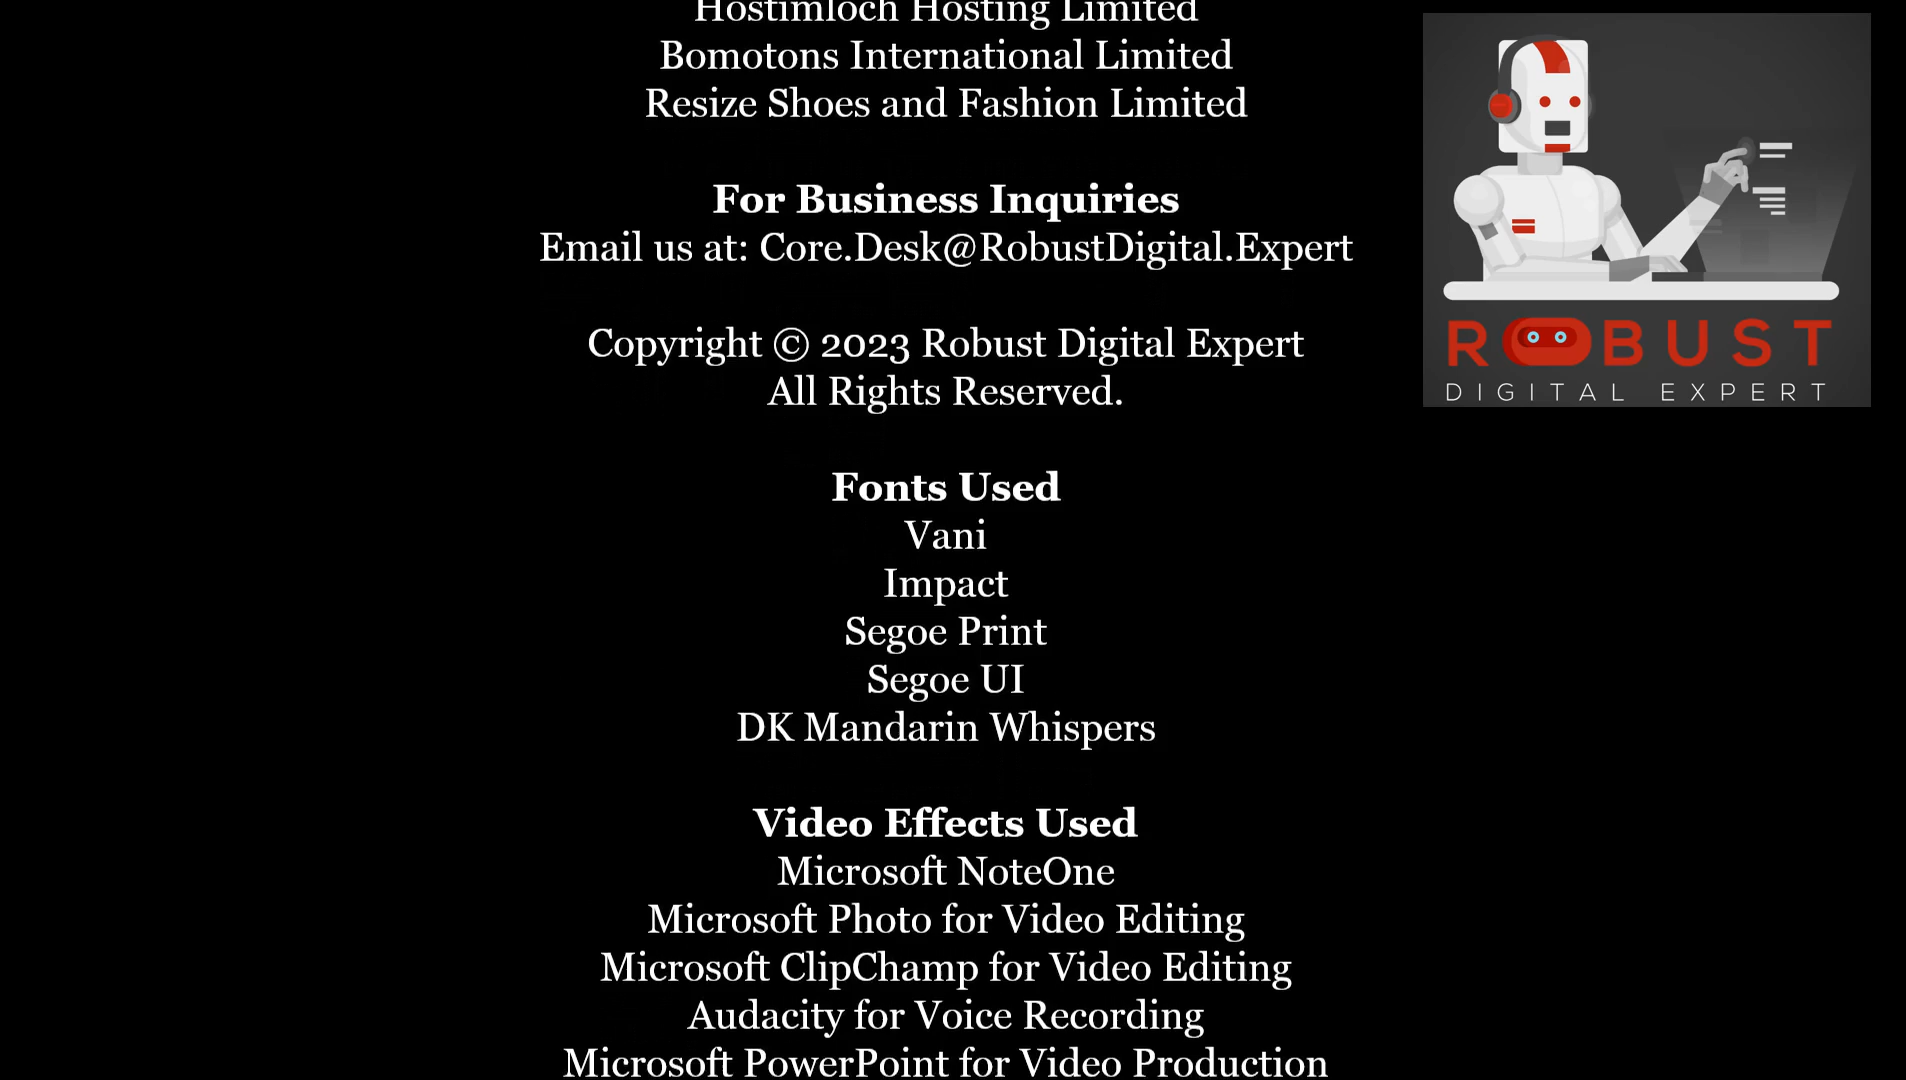 Hostimloch Hosting Limited
Bomotons International Limited
Resize Shoes and Fashion Limited
For Business Inquiries
Email us at: Core.Desk@RobustDigital.Expert
Copyright © 2023 Robust Digital Expert
All Rights Reserved.
Fonts Used
Vani
Impact
Segoe Print
Segoe UI
DK Mandarin Whispers
Video Effects Used
Microsoft NoteOne
Microsoft Photo for Video Editing
Microsoft ClipChamp for Video Editing
Audacity for Voice Recording
Microsoft PowerPoint for Video Production
ROBUST
DIGITAL EXPERT